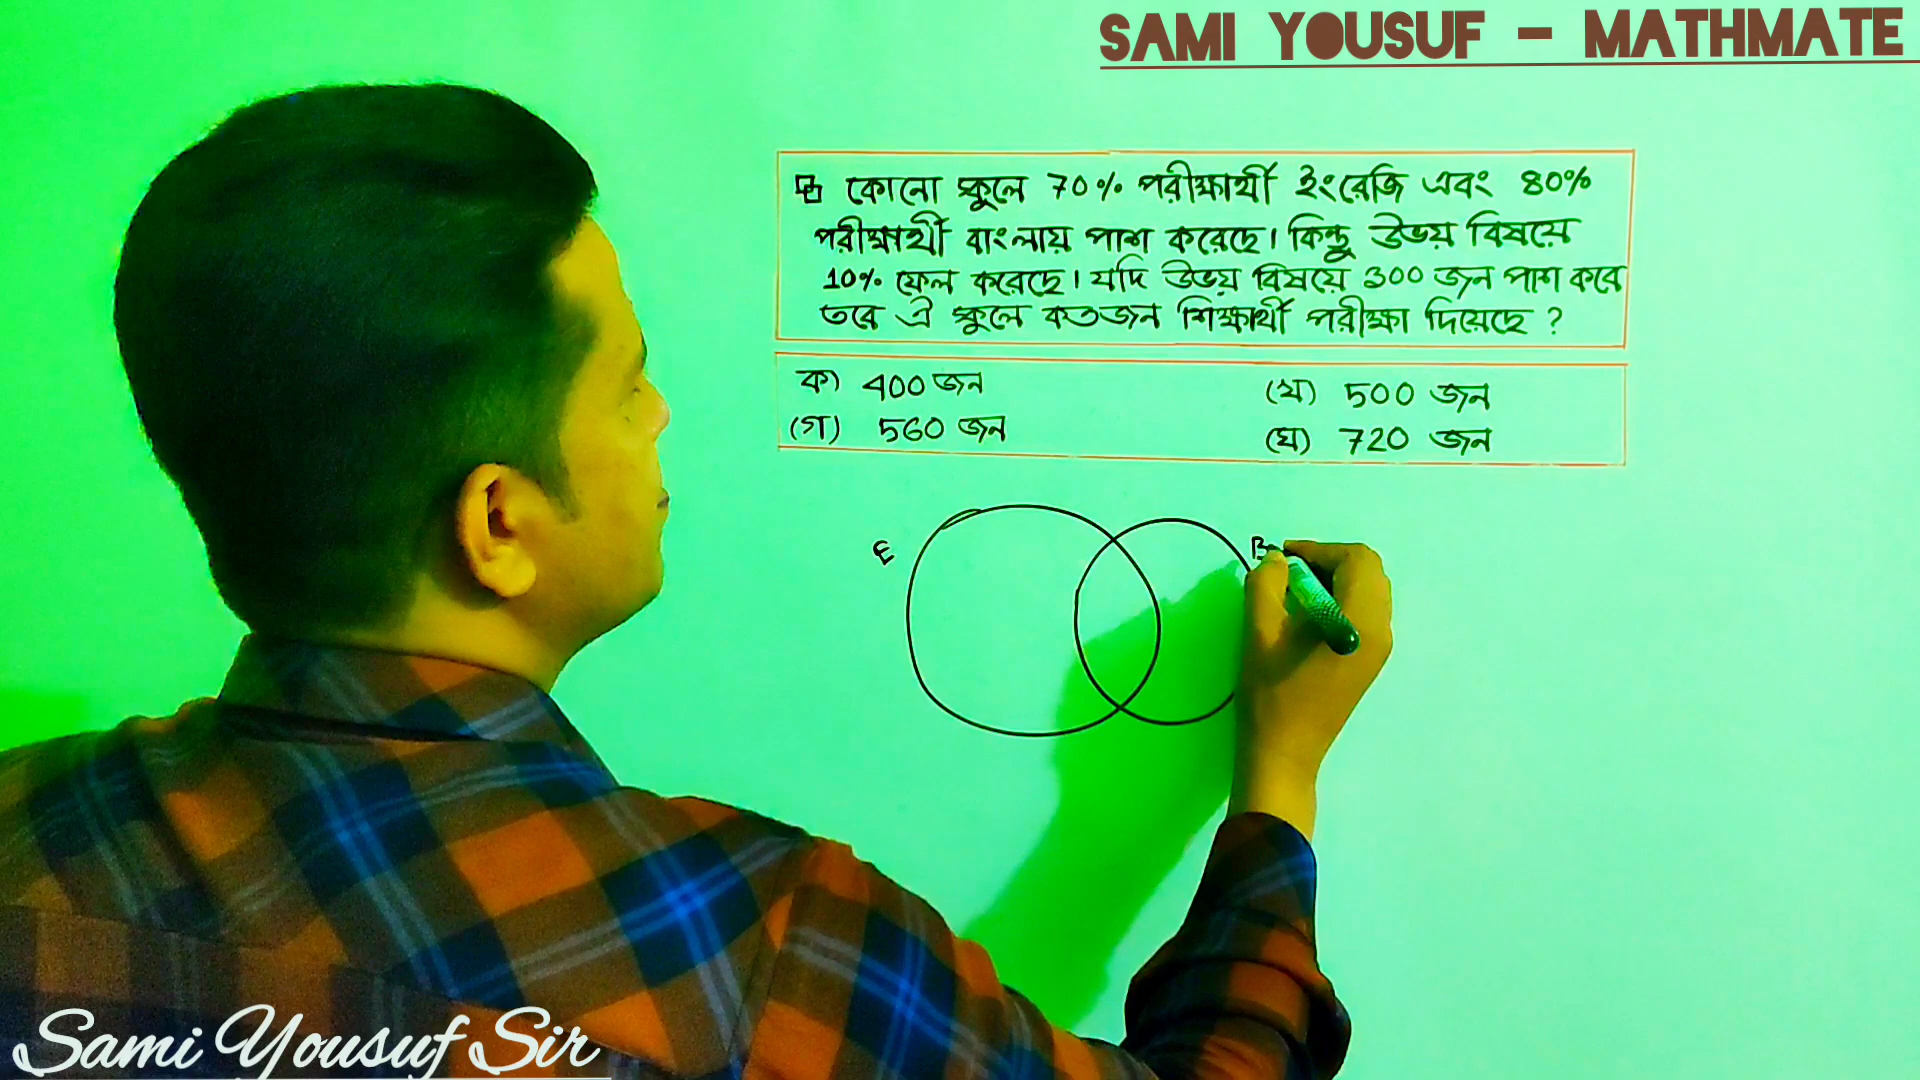 SAMI YOUSUF - MATHMATE
কোনো স্কুলে 70% পরীক্ষার্থী ইংরেজি এবং 80%
পরীক্ষার্থী বাংলায় পাশ করেছে। কিন্তু উভয় বিষয়ে
10% ফেল করেছে। যদি উভয় বিষয়ে 300 জন পাশ করে
তবে ঐ স্কুলে কতজন শিক্ষার্থী পরীক্ষা দিয়েছে ?
ক) 400 জন (খ) 500 জন
(গ) 560 জন (ঘ) 720 জন
E B
Sami Yousuf Sir